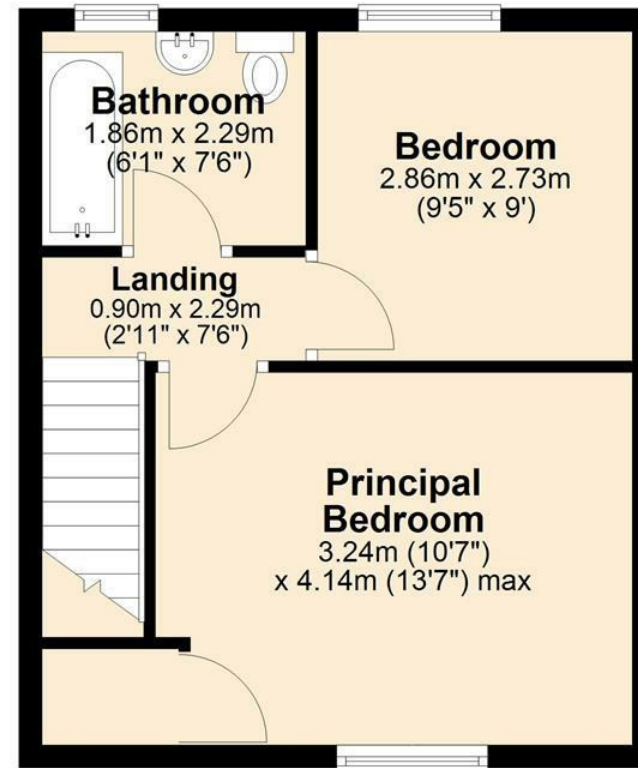 Bathroom
1.86m x 2.29m
(6'1" x 7'6")
Bedroom
2.86m x 2.73m
(9'5" x 9')
Landing
0.90m x 2.29m
(2'11" x 7'6")
Principal
Bedroom
3.24m (10'7")
x 4.14m (13'7") max